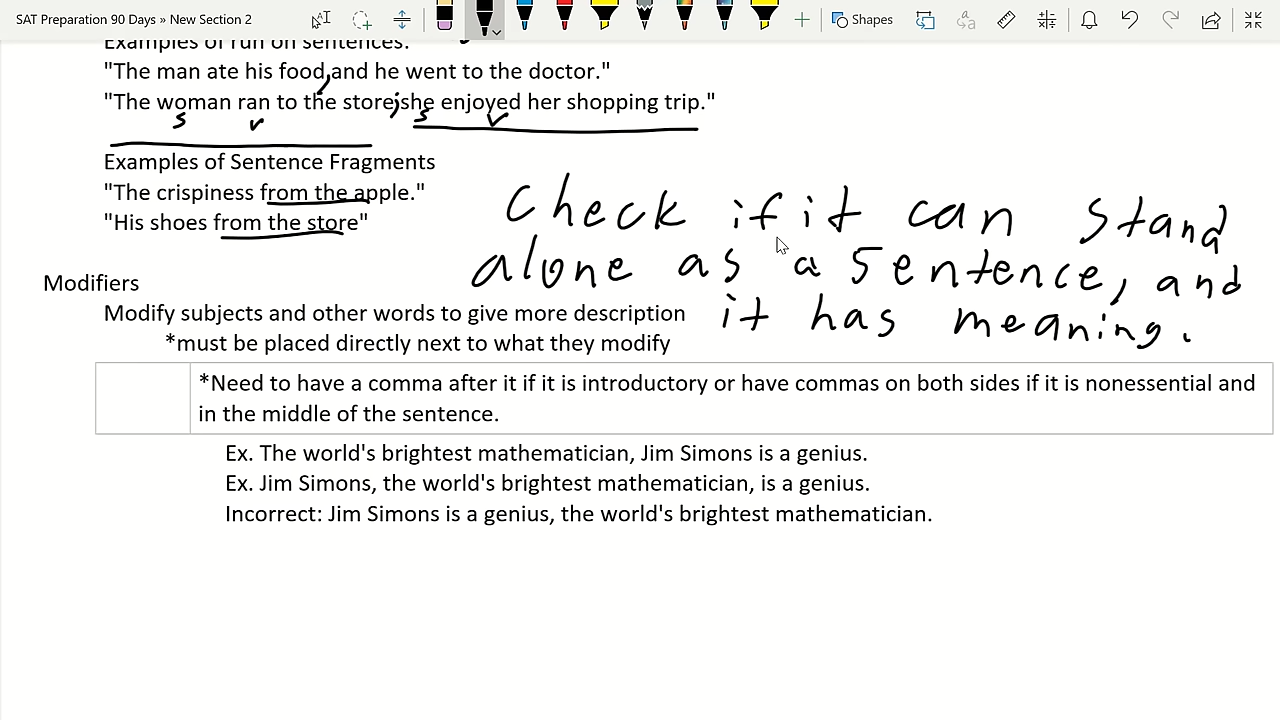 SAT Preparation 90 Days » New Section 2
Shapes
Examples of run on sentences:
"The man ate his food, and he went to the doctor."
"The woman ran to the store; she enjoyed her shopping trip."
s v s v
Examples of Sentence Fragments
"The crispiness from the apple."
"His shoes from the store"
Check if it can stand
alone as a sentence, and
it has meaning.
Modifiers
Modify subjects and other words to give more description
*must be placed directly next to what they modify
*Need to have a comma after it if it is introductory or have commas on both sides if it is nonessential and
in the middle of the sentence.
Ex. The world's brightest mathematician, Jim Simons is a genius.
Ex. Jim Simons, the world's brightest mathematician, is a genius.
Incorrect: Jim Simons is a genius, the world's brightest mathematician.